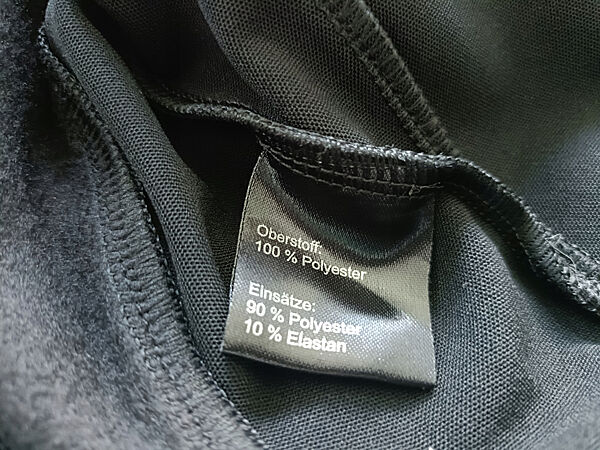 Oberstoff:
100 % Polyester
Einsätze:
90 % Polyester
10 % Elastan